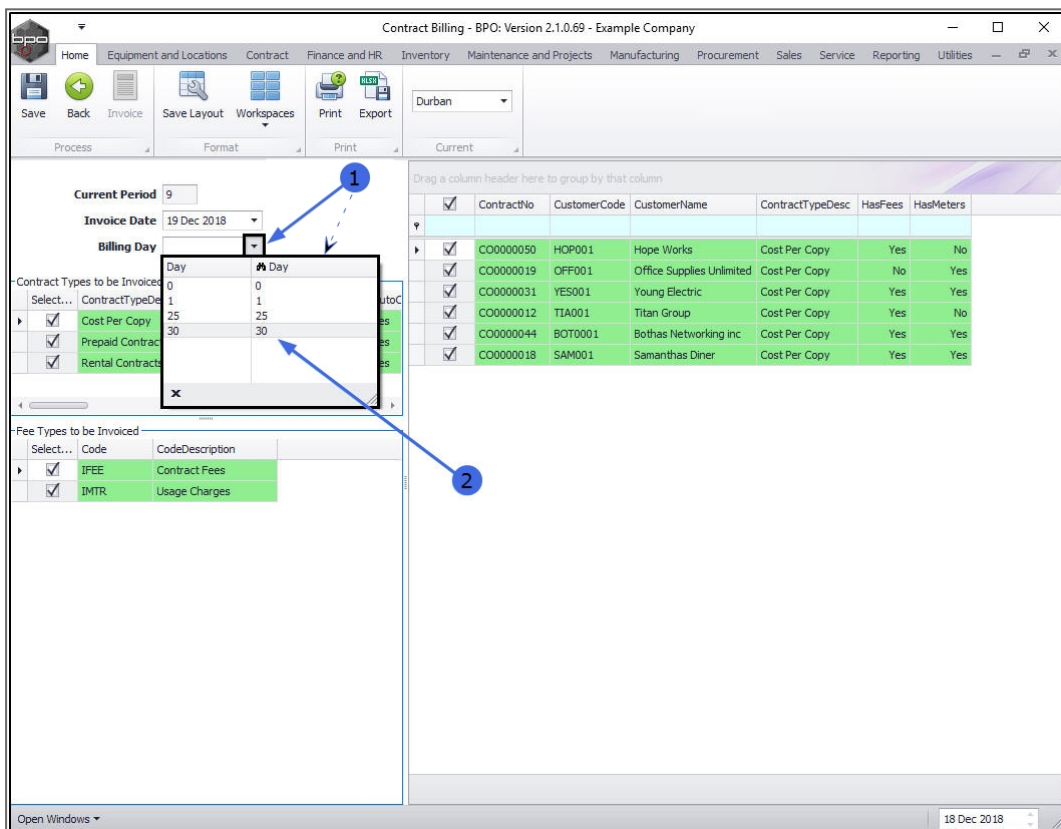 Contract Billing - BPO: Version 2.1.0.69 - Example Company
bpo
Home Equipment and Locations Contract Finance and HR Inventory Maintenance and Projects Manufacturing Procurement Sales Service Reporting Utilities
Save Back Invoice Save Layout Workspaces Print Export
XLSX
Durban
Process Format Print Current
Current Period 9
Invoice Date 19 Dec 2018
Billing Day
1
Day Day
0 0
1 1
25 25
30 30
x
2
Contract Types to be Invoiced
Select... ContractTypeDe utoC
Cost Per Copy es
Prepaid Contrac es
Rental Contracts es
Fee Types to be Invoiced
Select... Code CodeDescription
IFEE Contract Fees
IMTR Usage Charges
Drag a column header here to group by that column
ContractNo CustomerCode CustomerName ContractTypeDesc HasFees HasMeters
CO0000050 HOP001 Hope Works Cost Per Copy Yes No
CO0000019 OFF001 Office Supplies Unlimited Cost Per Copy No Yes
CO0000031 YES001 Young Electric Cost Per Copy Yes Yes
CO0000012 TIA001 Titan Group Cost Per Copy Yes No
CO0000044 BOT0001 Bothas Networking inc Cost Per Copy Yes Yes
CO0000018 SAM001 Samanthas Diner Cost Per Copy Yes Yes
Open Windows 18 Dec 2018